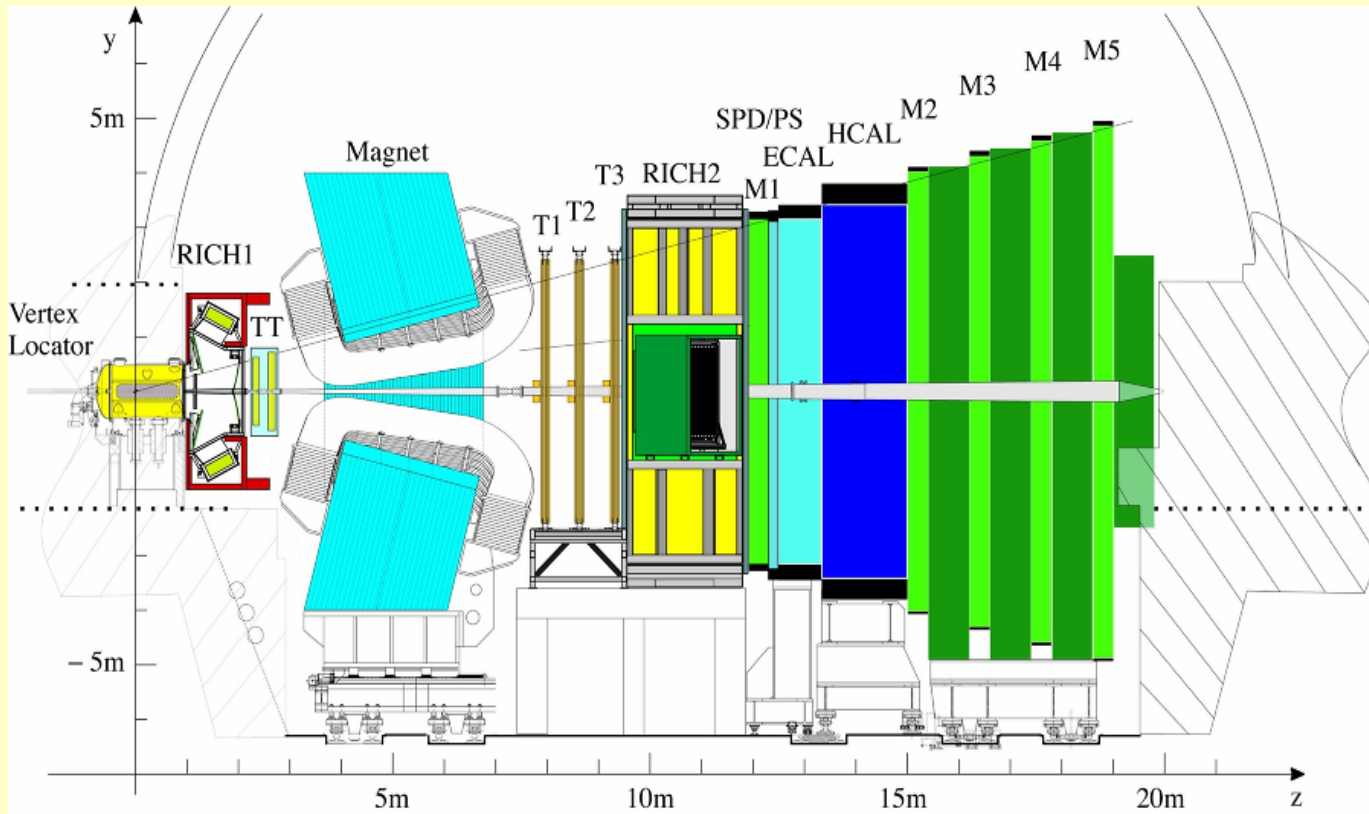 y
5m
Magnet
RICH1
Vertex
Locator
TT
T1
T2
T3
RICH2
M1
SPD/PS
ECAL
HCAL
M2
M3
M4
M5
− 5m
5m
10m
15m
20m
z